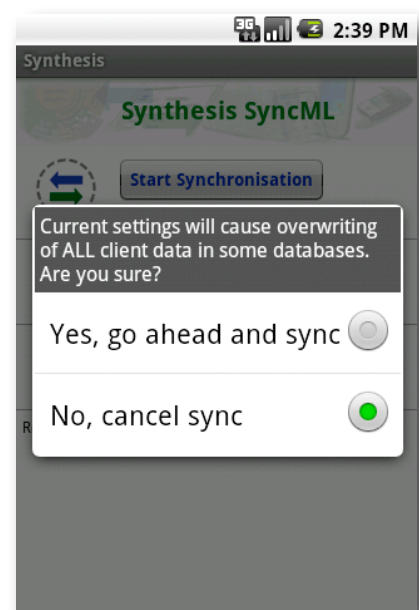 3G 2:39 PM
Synthesis
Synthesis SyncML
Start Synchronisation
Current settings will cause overwriting
of ALL client data in some databases.
Are you sure?
Yes, go ahead and sync
No, cancel sync
R